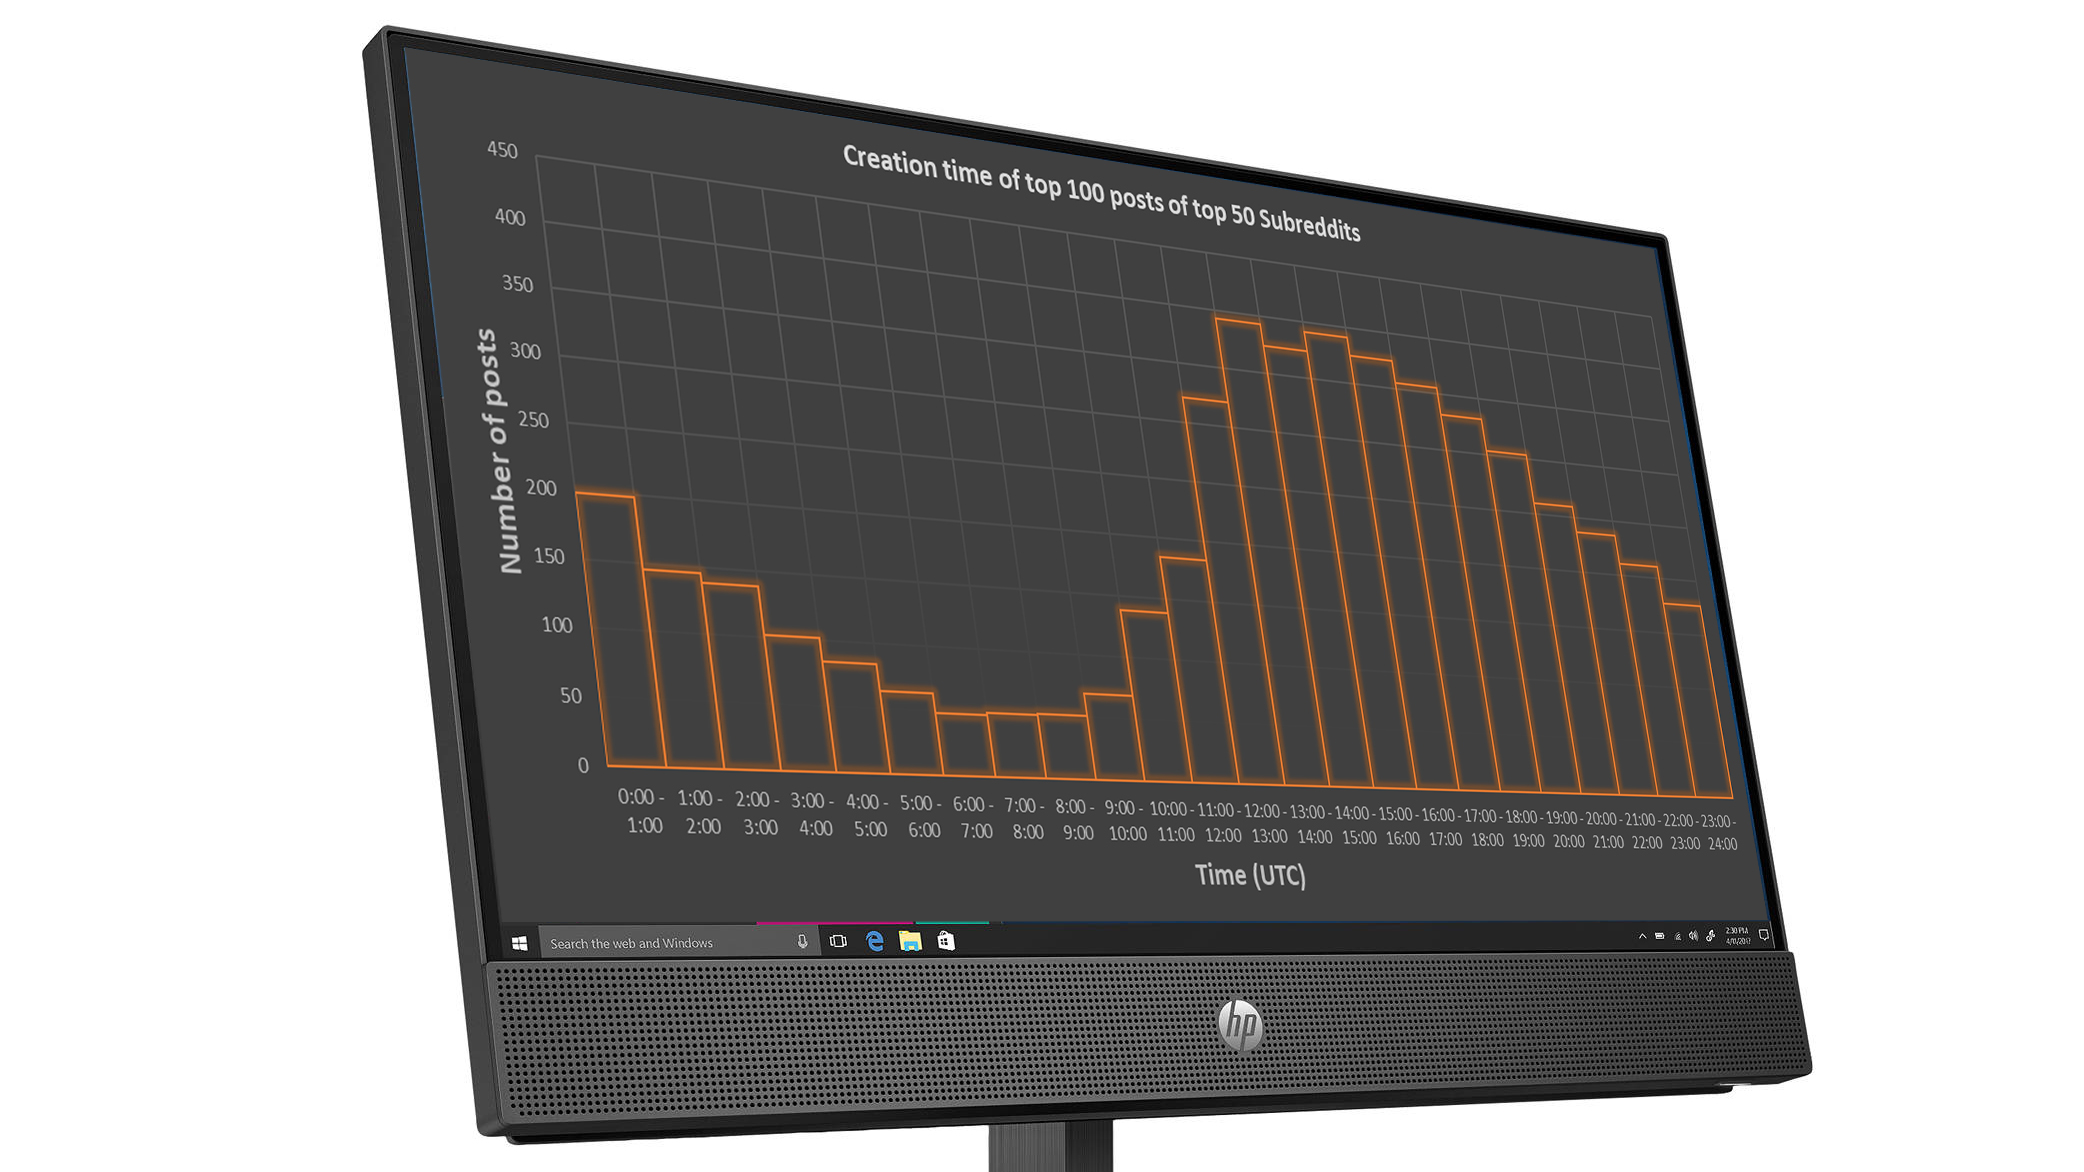 Creation time of top 100 posts of top 50 Subreddits
450
400
350
300
250
200
150
100
50
0
Number of posts
0:00 - 1:00
1:00 - 2:00
2:00 - 3:00
3:00 - 4:00
4:00 - 5:00
5:00 - 6:00
6:00 - 7:00
7:00 - 8:00
8:00 - 9:00
9:00 - 10:00
10:00 - 11:00
11:00 - 12:00
12:00 - 13:00
13:00 - 14:00
14:00 - 15:00
15:00 - 16:00
16:00 - 17:00
17:00 - 18:00
18:00 - 19:00
19:00 - 20:00
20:00 - 21:00
21:00 - 22:00
22:00 - 23:00
23:00 - 24:00
Time (UTC)
Search the web and Windows
2:30 PM
hp